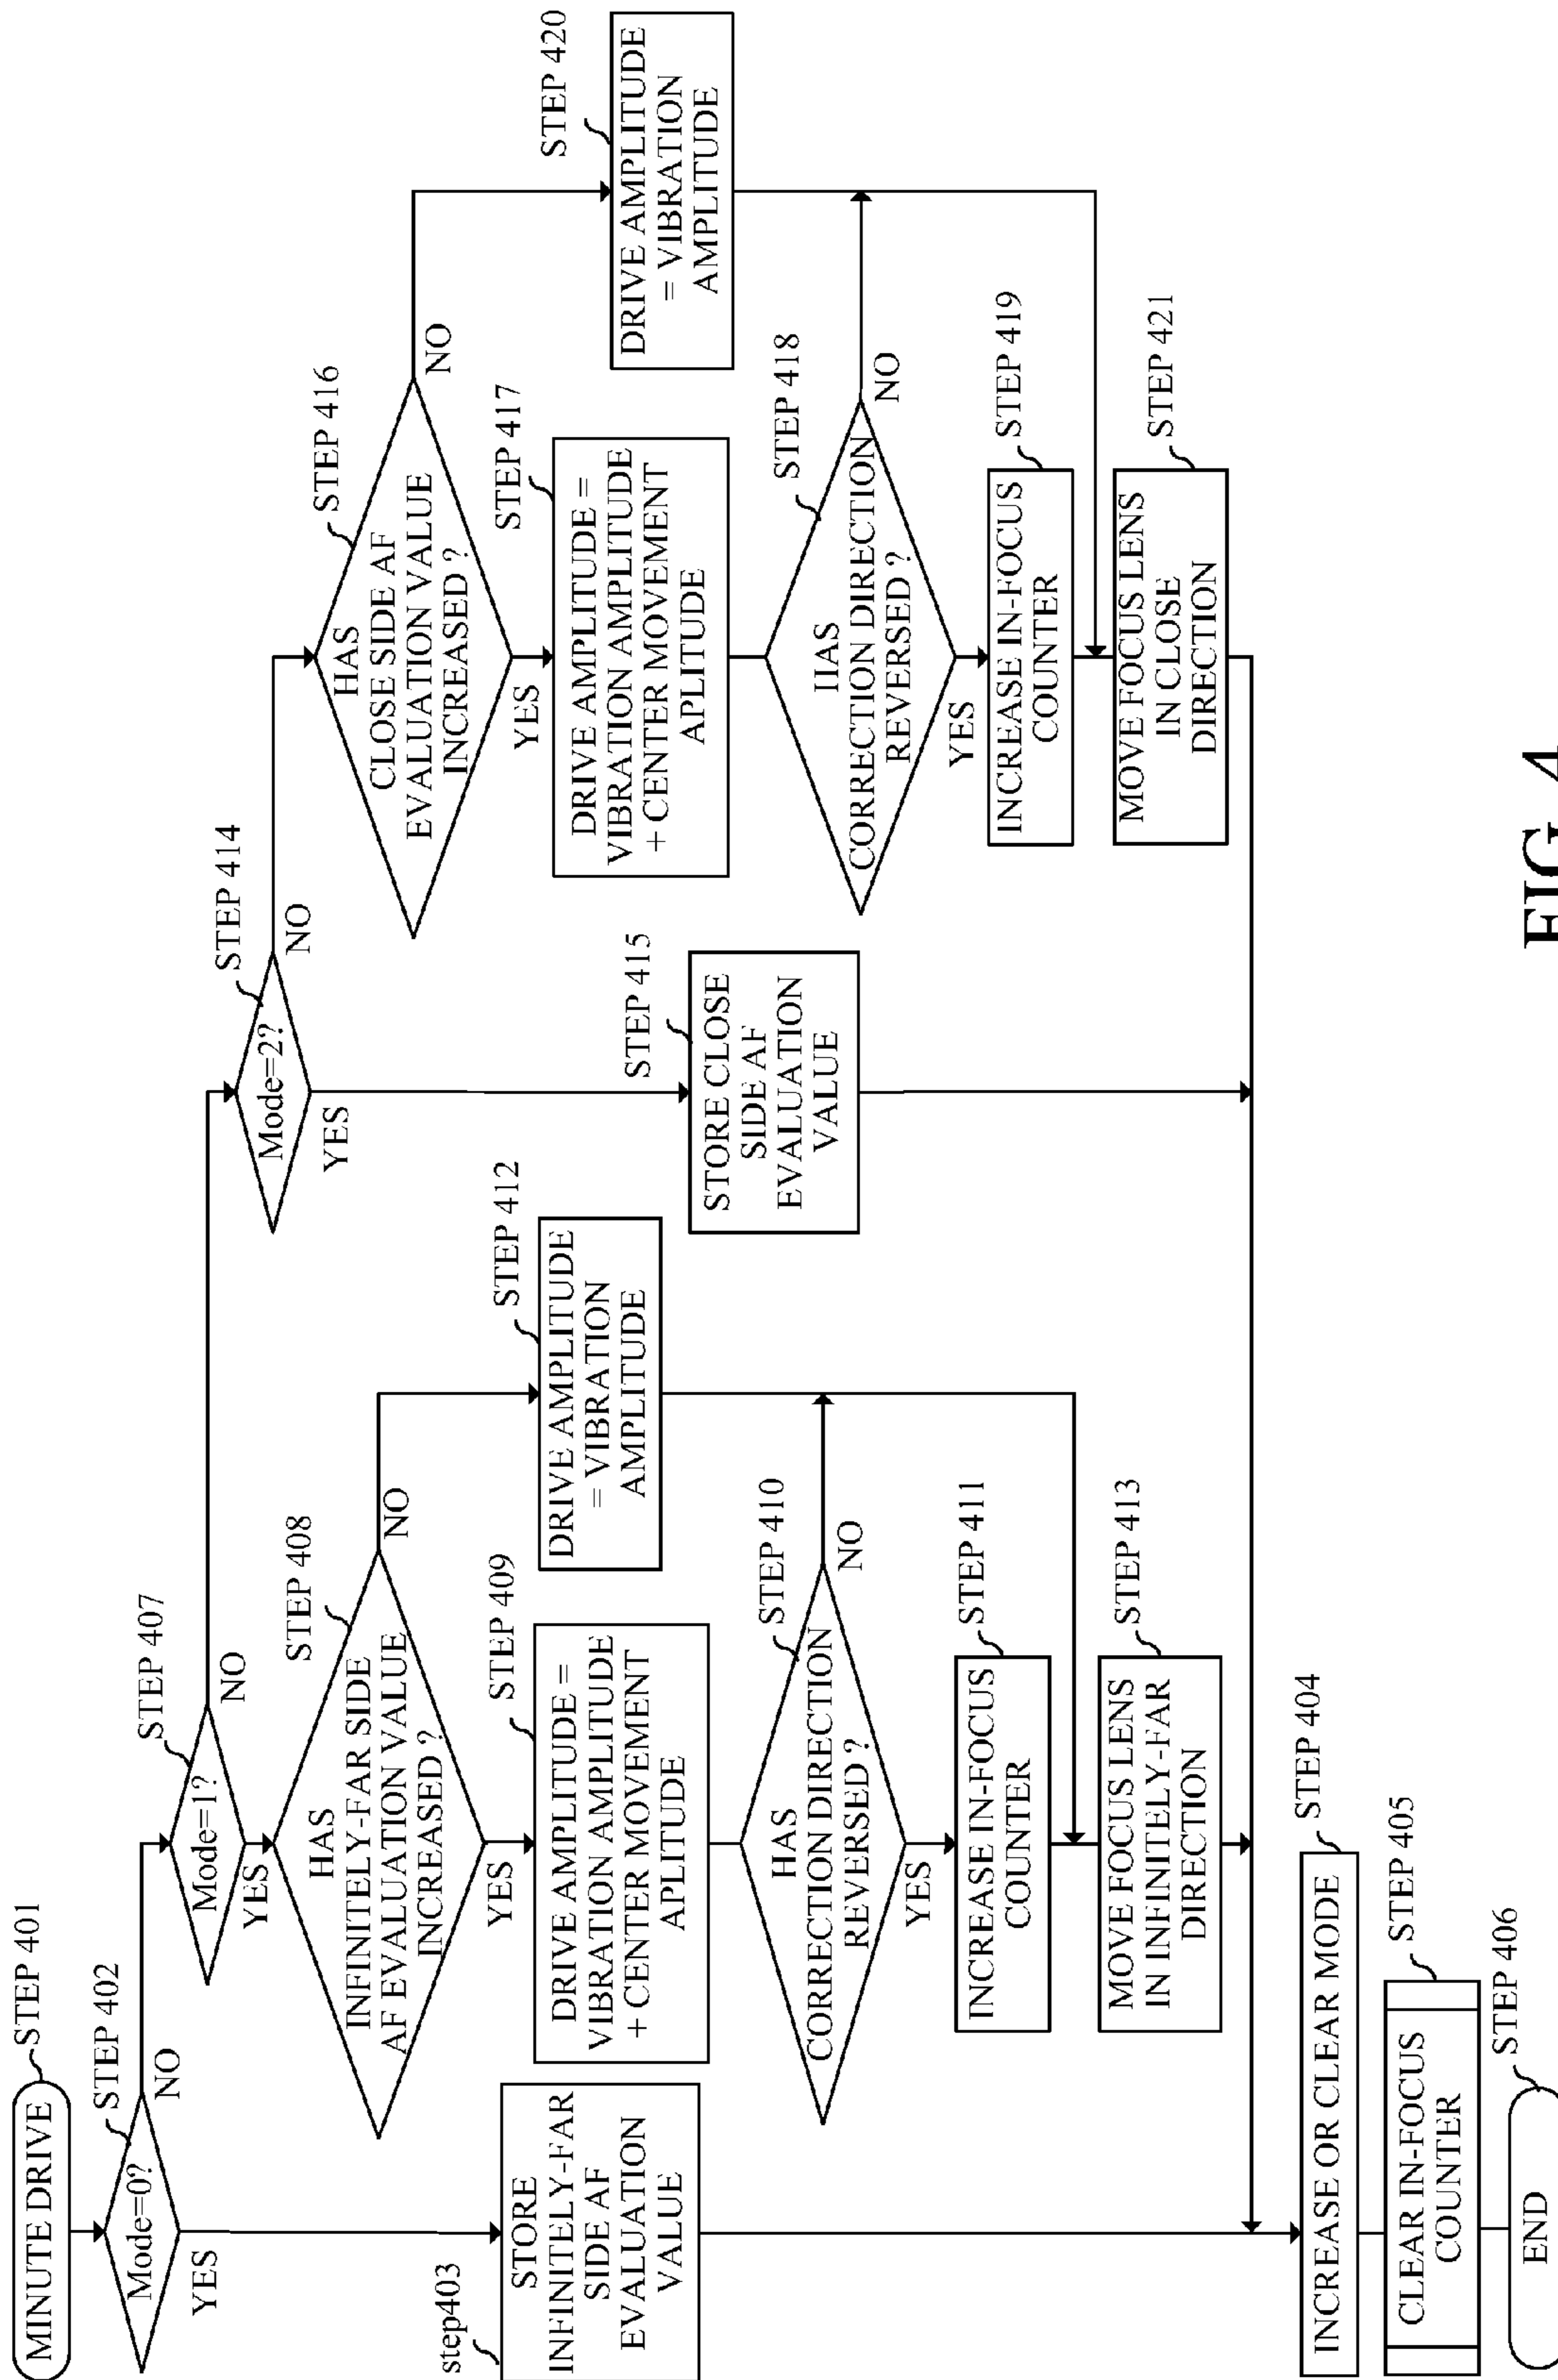 MINUTE DRIVE
STEP 401
Mode=0?
STEP 402
YES
NO
step403
STORE
INFINITELY-FAR
SIDE AF
EVALUATION
VALUE
Mode=1?
STEP 407
YES
NO
HAS
INFINITELY-FAR SIDE
AF EVALUATION VALUE
INCREASED ?
STEP 408
YES
NO
DRIVE AMPLITUDE =
VIBRATION AMPLITUDE
+ CENTER MOVEMENT
APLITUDE
STEP 409
DRIVE AMPLITUDE
= VIBRATION
AMPLITUDE
STEP 412
HAS
CORRECTION DIRECTION
REVERSED ?
STEP 410
YES
NO
INCREASE IN-FOCUS
COUNTER
STEP 411
MOVE FOCUS LENS
IN INFINITELY-FAR
DIRECTION
STEP 413
Mode=2?
STEP 414
YES
NO
STORE CLOSE
SIDE AF
EVALUATION
VALUE
STEP 415
HAS
CLOSE SIDE AF
EVALUATION VALUE
INCREASED ?
STEP 416
YES
NO
DRIVE AMPLITUDE =
VIBRATION AMPLITUDE
+ CENTER MOVEMENT
APLITUDE
STEP 417
DRIVE AMPLITUDE
= VIBRATION
AMPLITUDE
STEP 420
HAS
CORRECTION DIRECTION
REVERSED ?
STEP 418
YES
NO
INCREASE IN-FOCUS
COUNTER
STEP 419
MOVE FOCUS LENS
IN CLOSE
DIRECTION
STEP 421
INCREASE OR CLEAR MODE
STEP 404
CLEAR IN-FOCUS
COUNTER
STEP 405
END
STEP 406
FIG.4